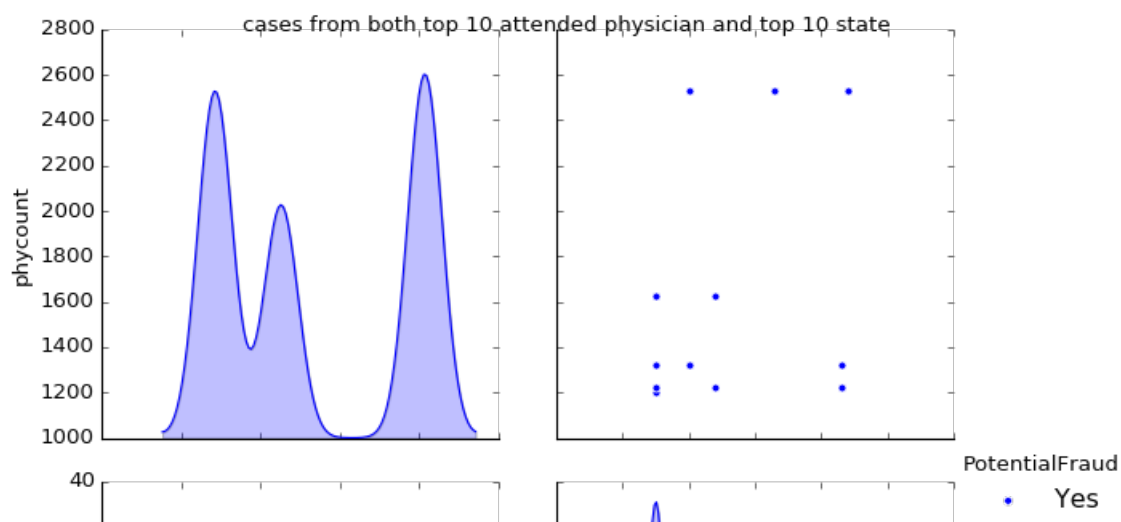 cases from both top 10 attended physician and top 10 state
2800
2600
2400
2200
2000
1800
1600
1400
1200
1000
phycount
40
PotentialFraud
Yes